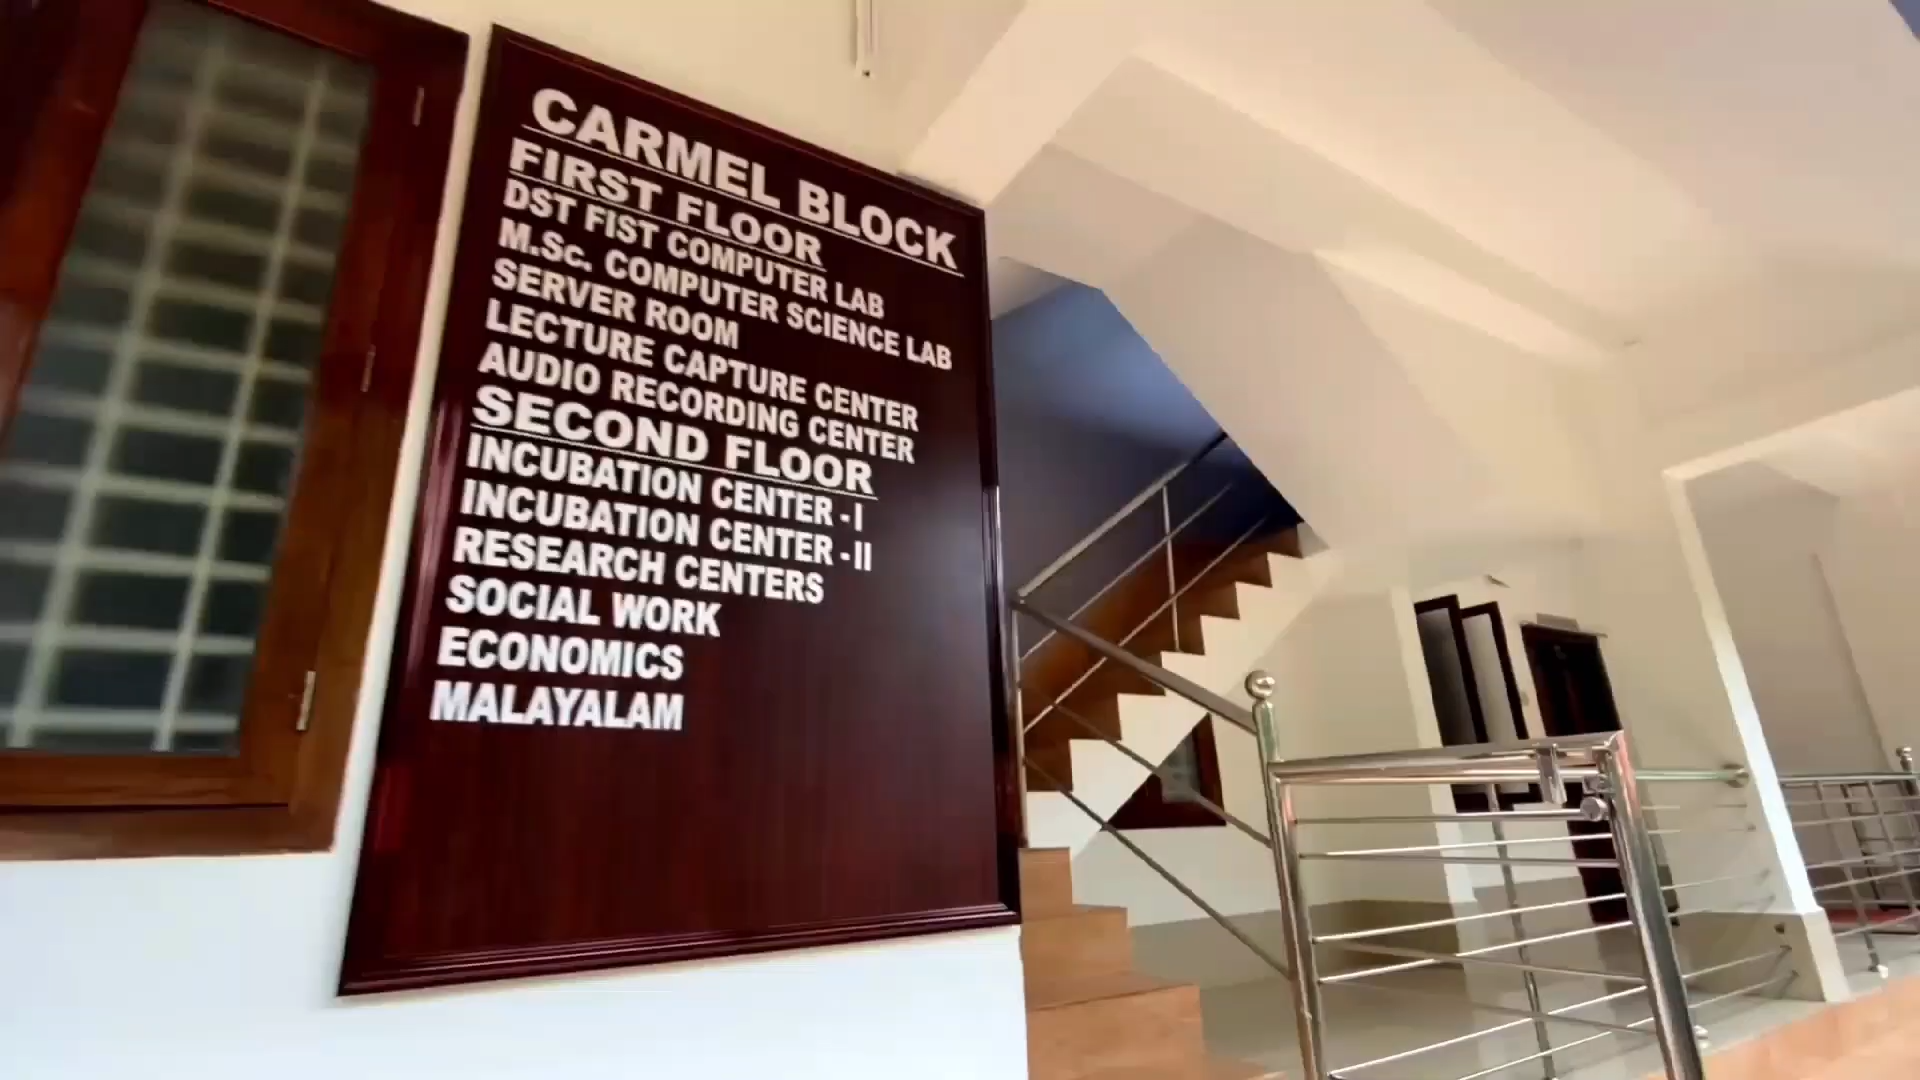 CARMEL BLOCK
FIRST FLOOR
DST FIST COMPUTER LAB
M.Sc. COMPUTER SCIENCE LAB
SERVER ROOM
LECTURE CAPTURE CENTER
AUDIO RECORDING CENTER
SECOND FLOOR
INCUBATION CENTER - I
INCUBATION CENTER - II
RESEARCH CENTERS
SOCIAL WORK
ECONOMICS
MALAYALAM